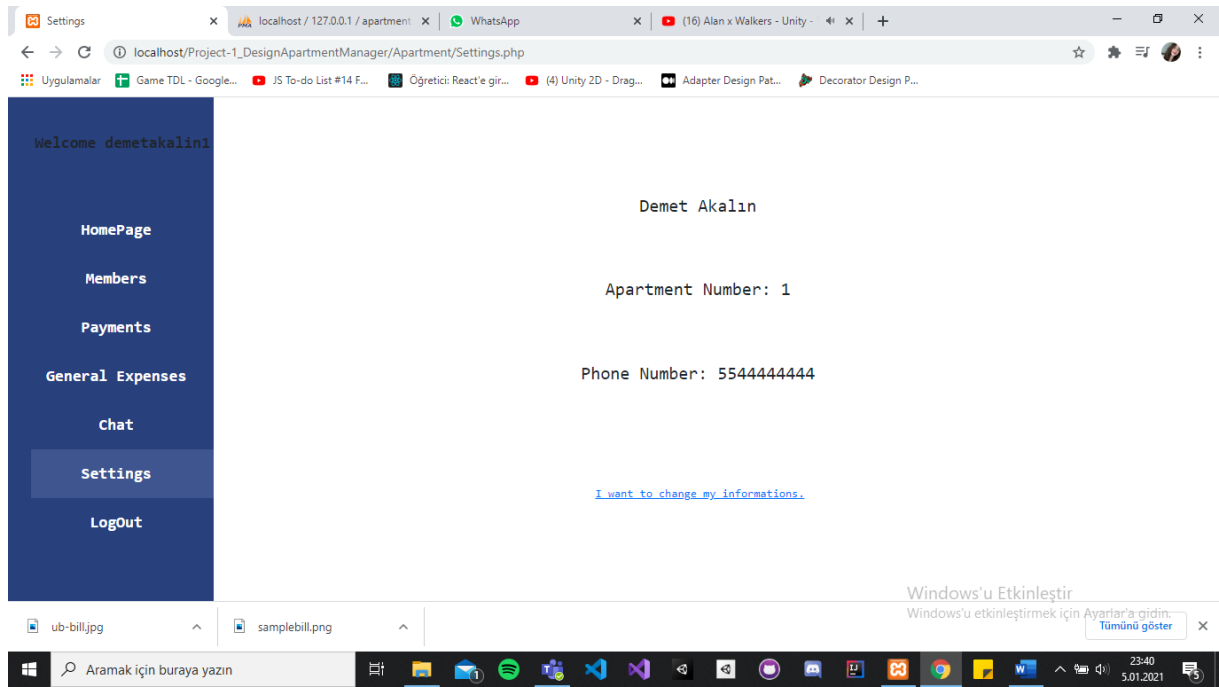 Settings
localhost / 127.0.0.1 / apartment
WhatsApp
(16) Alan x Walkers - Unity -
localhost/Project-1_DesignApartmentManager/Apartment/Settings.php
Uygulamalar
Game TDL - Google...
JS To-do List #14 F...
Öğretici: React'e gir...
(4) Unity 2D - Drag...
Adapter Design Pat...
Decorator Design P...
Welcome demetakalin1
HomePage
Members
Payments
General Expenses
Chat
Settings
LogOut
Demet Akalın
Apartment Number: 1
Phone Number: 5544444444
I want to change my informations.
Windows'u Etkinleştir
Windows'u etkinleştirmek için Ayarlar'a gidin.
ub-bill.jpg
samplebill.png
Tümünü göster
Aramak için buraya yazın
23:40
5.01.2021